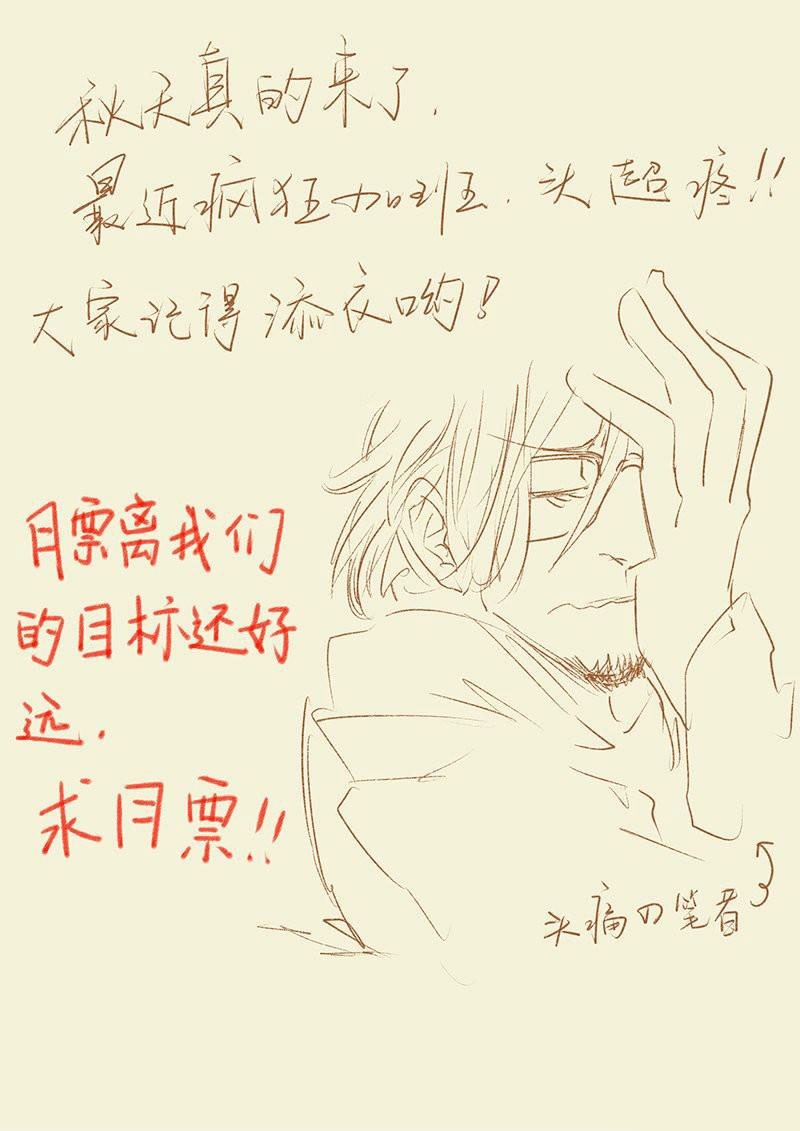 秋天真的来了.
最近疯狂加班.头超疼!!
大家记得添衣哟!
月票离我们
的目标还好
远.
求月票!!
头痛の笔者